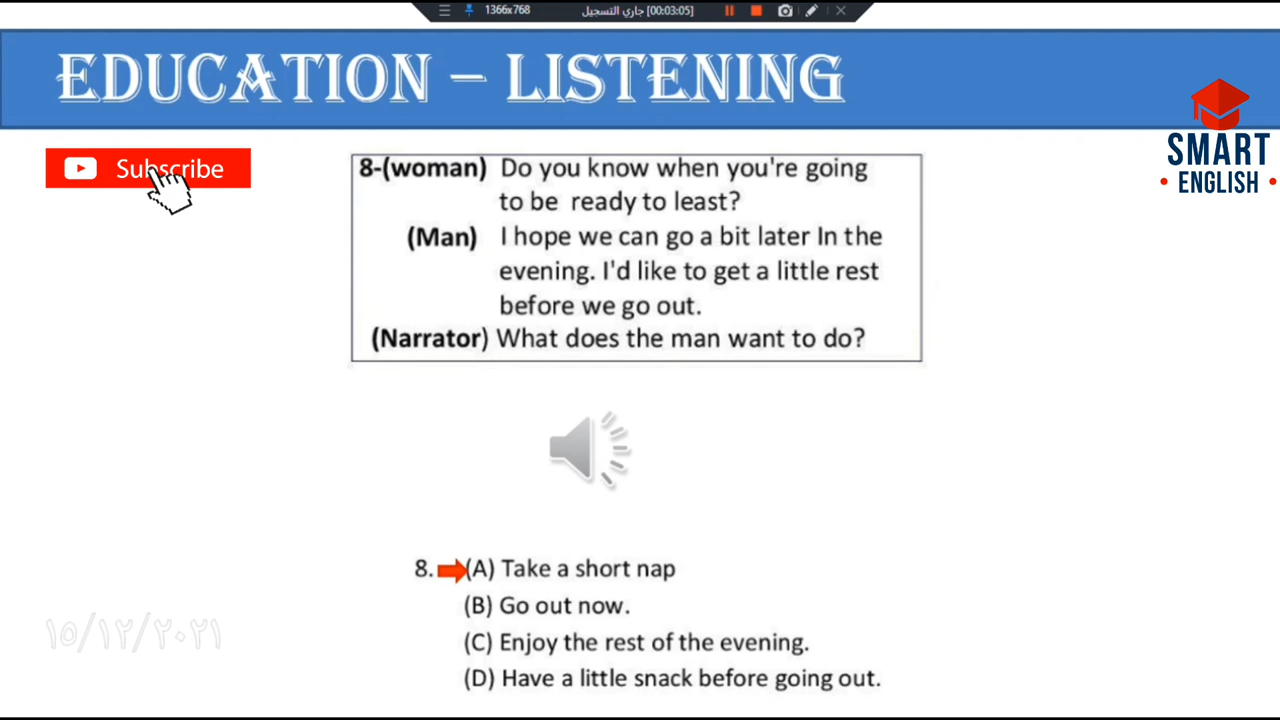 1366x768
جاري التسجيل [00:03:05]
EDUCATION – LISTENING
Subscribe
SMART
• ENGLISH •
8-(woman) Do you know when you're going
to be ready to least?
(Man) I hope we can go a bit later In the
evening. I'd like to get a little rest
before we go out.
(Narrator) What does the man want to do?
8. (A) Take a short nap
(B) Go out now.
(C) Enjoy the rest of the evening.
(D) Have a little snack before going out.
١٥/١٢/٢٠٢١